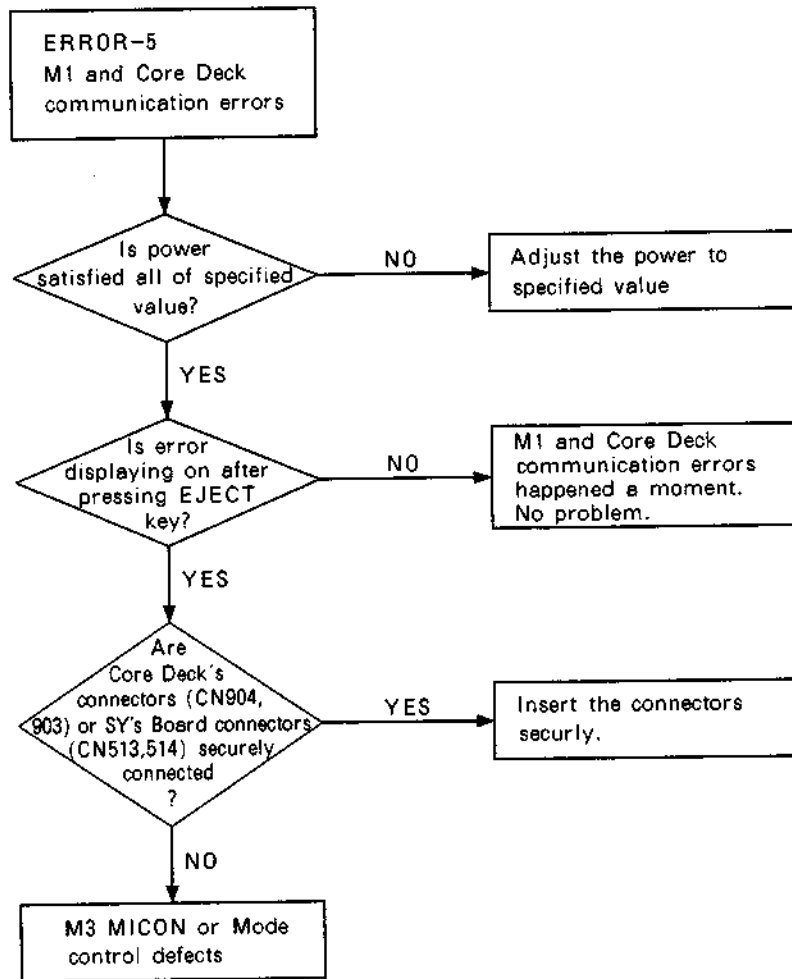 ERROR-5
M1 and Core Deck
communication errors
Is power
satisfied all of specified
value?
NO
Adjust the power to
specified value
YES
Is error
displaying on after
pressing EJECT
key?
NO
M1 and Core Deck
communication errors
happened a moment.
No problem.
YES
Are
Core Deck's
connectors (CN904,
903) or SY's Board connectors
(CN513,514) securely
connected
?
YES
Insert the connectors
securly.
NO
M3 MICON or Mode
control defects